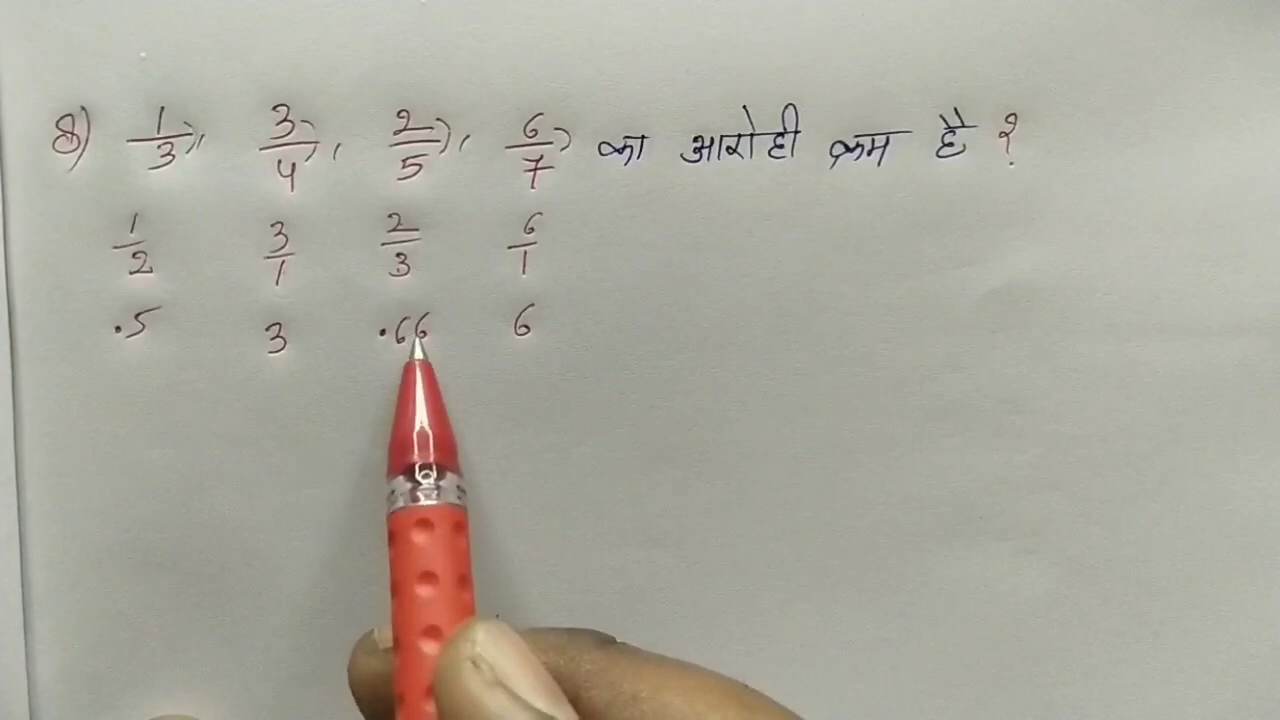 8) 1/3, 3/4, 2/5, 6/7 का आरोही क्रम है ?
1/2 3/1 2/3 6/1
.5 3 .66 6